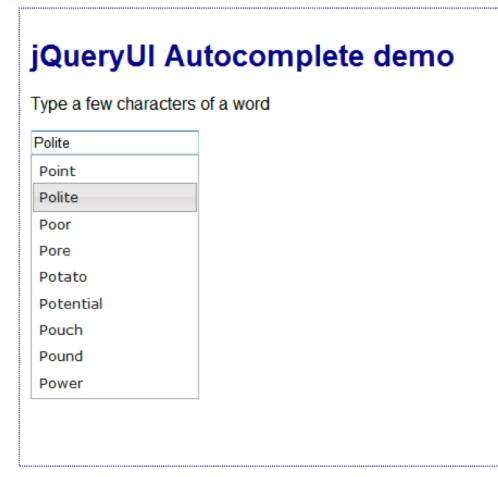 jQueryUI Autocomplete demo
Type a few characters of a word
Polite
Point
Polite
Poor
Pore
Potato
Potential
Pouch
Pound
Power